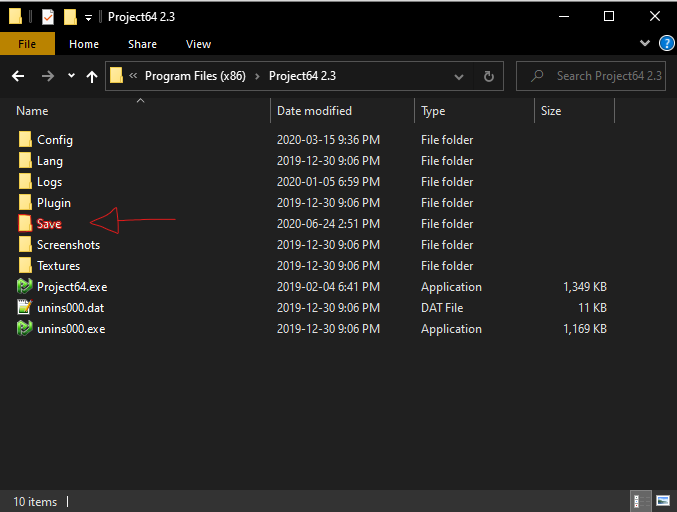 Project64 2.3
File Home Share View
Program Files (x86) Project64 2.3 Search Project64 2.3
Name Date modified Type Size
Config 2020-03-15 9:36 PM File folder
Lang 2019-12-30 9:06 PM File folder
Logs 2020-01-05 6:59 PM File folder
Plugin 2019-12-30 9:06 PM File folder
Save 2020-06-24 2:51 PM File folder
Screenshots 2019-12-30 9:06 PM File folder
Textures 2019-12-30 9:06 PM File folder
Project64.exe 2019-02-04 6:41 PM Application 1,349 KB
unins000.dat 2019-12-30 9:06 PM DAT File 11 KB
unins000.exe 2019-12-30 9:06 PM Application 1,169 KB
10 items